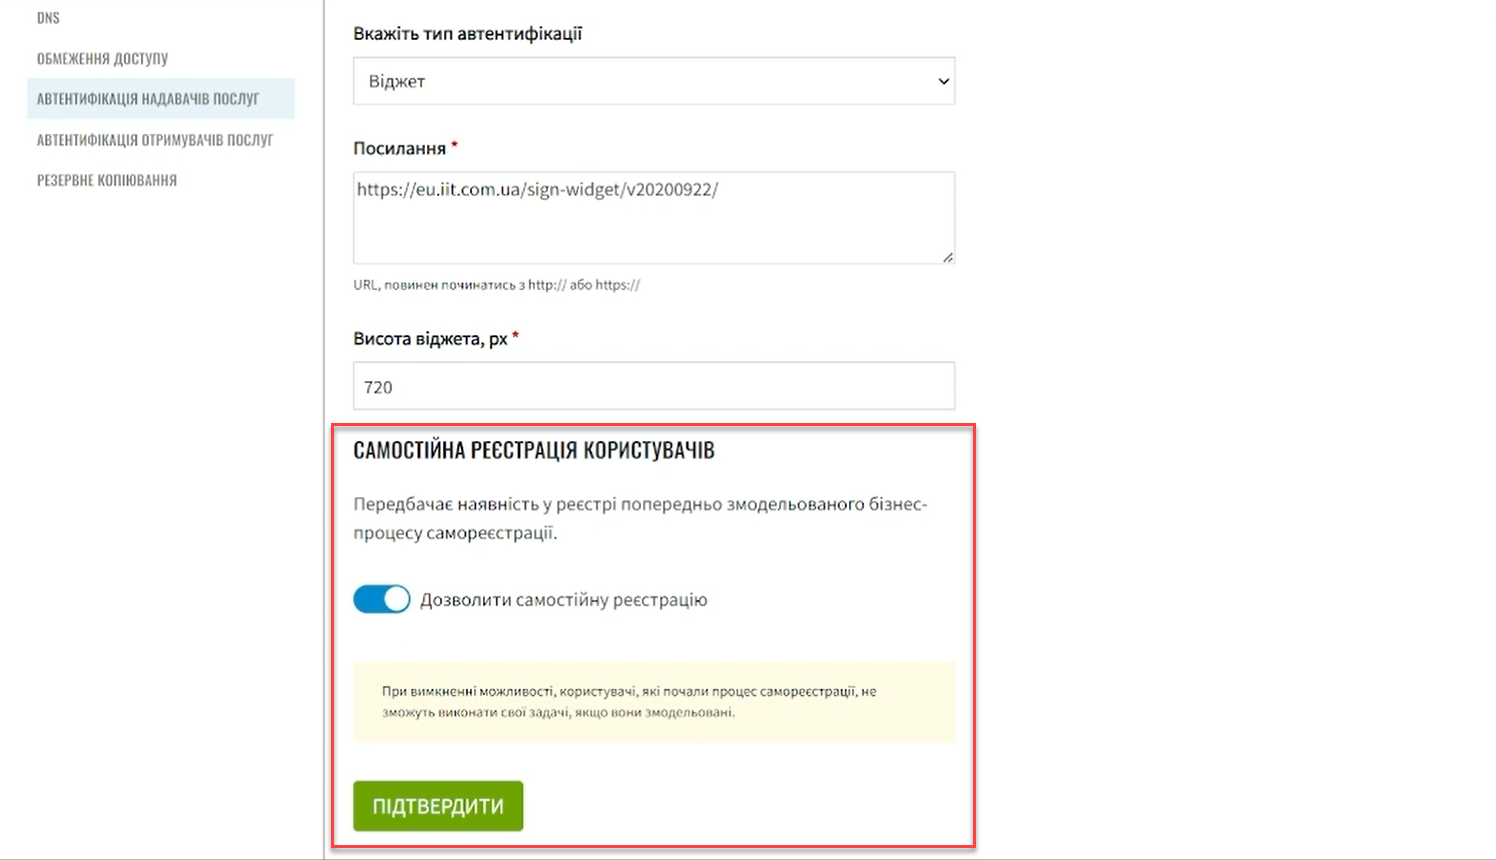 DNS
ОБМЕЖЕННЯ ДОСТУПУ
АВТЕНТИФІКАЦІЯ НАДАВАЧІВ ПОСЛУГ
АВТЕНТИФІКАЦІЯ ОТРИМУВАЧІВ ПОСЛУГ
РЕЗЕРВНЕ КОПІЮВАННЯ
Вкажіть тип автентифікації
Віджет
Посилання *
https://eu.iit.com.ua/sign-widget/v20200922/
URL, повинен починатись з http:// або https://
Висота віджета, px *
720
САМОСТІЙНА РЕЄСТРАЦІЯ КОРИСТУВАЧІВ
Передбачає наявність у реєстрі попередньо змодельованого бізнес-
процесу самореєстрації.
Дозволити самостійну реєстрацію
При вимкненні можливості, користувачі, які почали процес самореєстрації, не
зможуть виконати свої задачі, якщо вони змодельовані.
ПІДТВЕРДИТИ